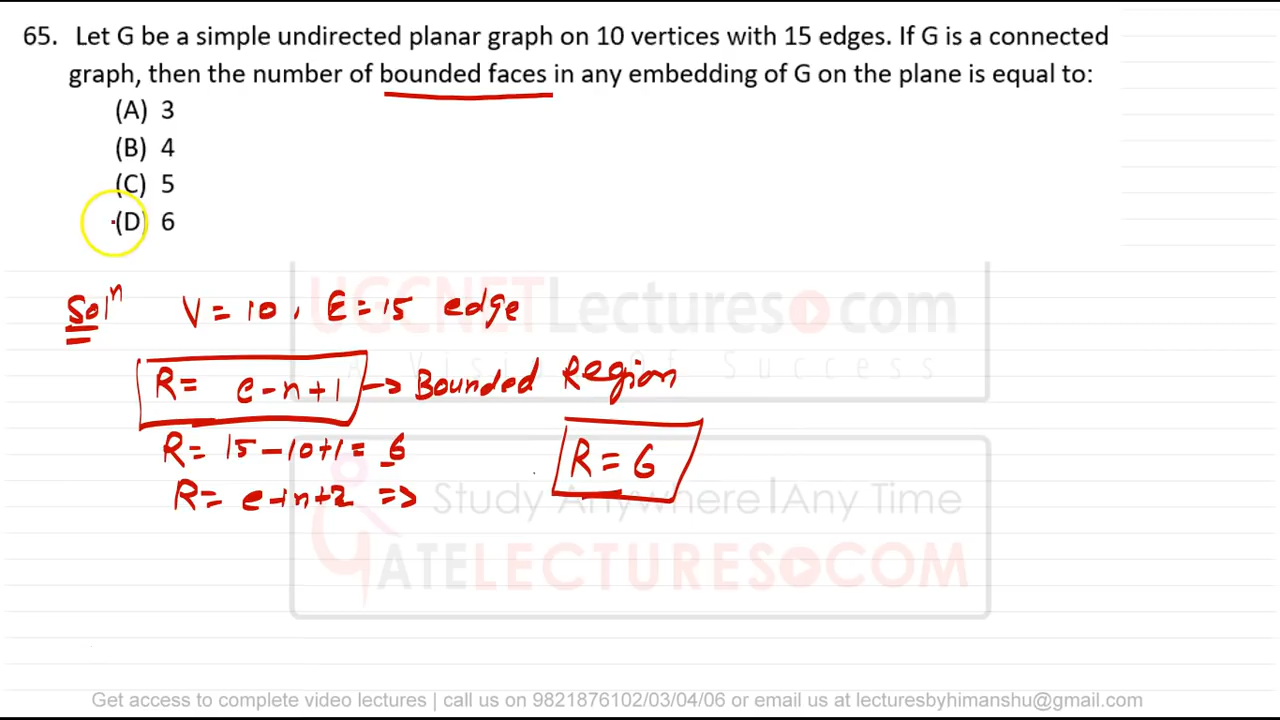 65. Let G be a simple undirected planar graph on 10 vertices with 15 edges. If G is a connected
graph, then the number of bounded faces in any embedding of G on the plane is equal to:
(A) 3
(B) 4
(C) 5
(D) 6
Solⁿ V = 10, E = 15 edge
UGCNETLectures.com
A Vision Of Success
R = e-n+1 → Bounded Region
R = 15-10+1 = 6
R = 6
R = e-n+2 ⇒
Study Anywhere|Any Time
GATELECTURES.COM
Get access to complete video lectures | call us on 9821876102/03/04/06 or email us at lecturesbyhimanshu@gmail.com